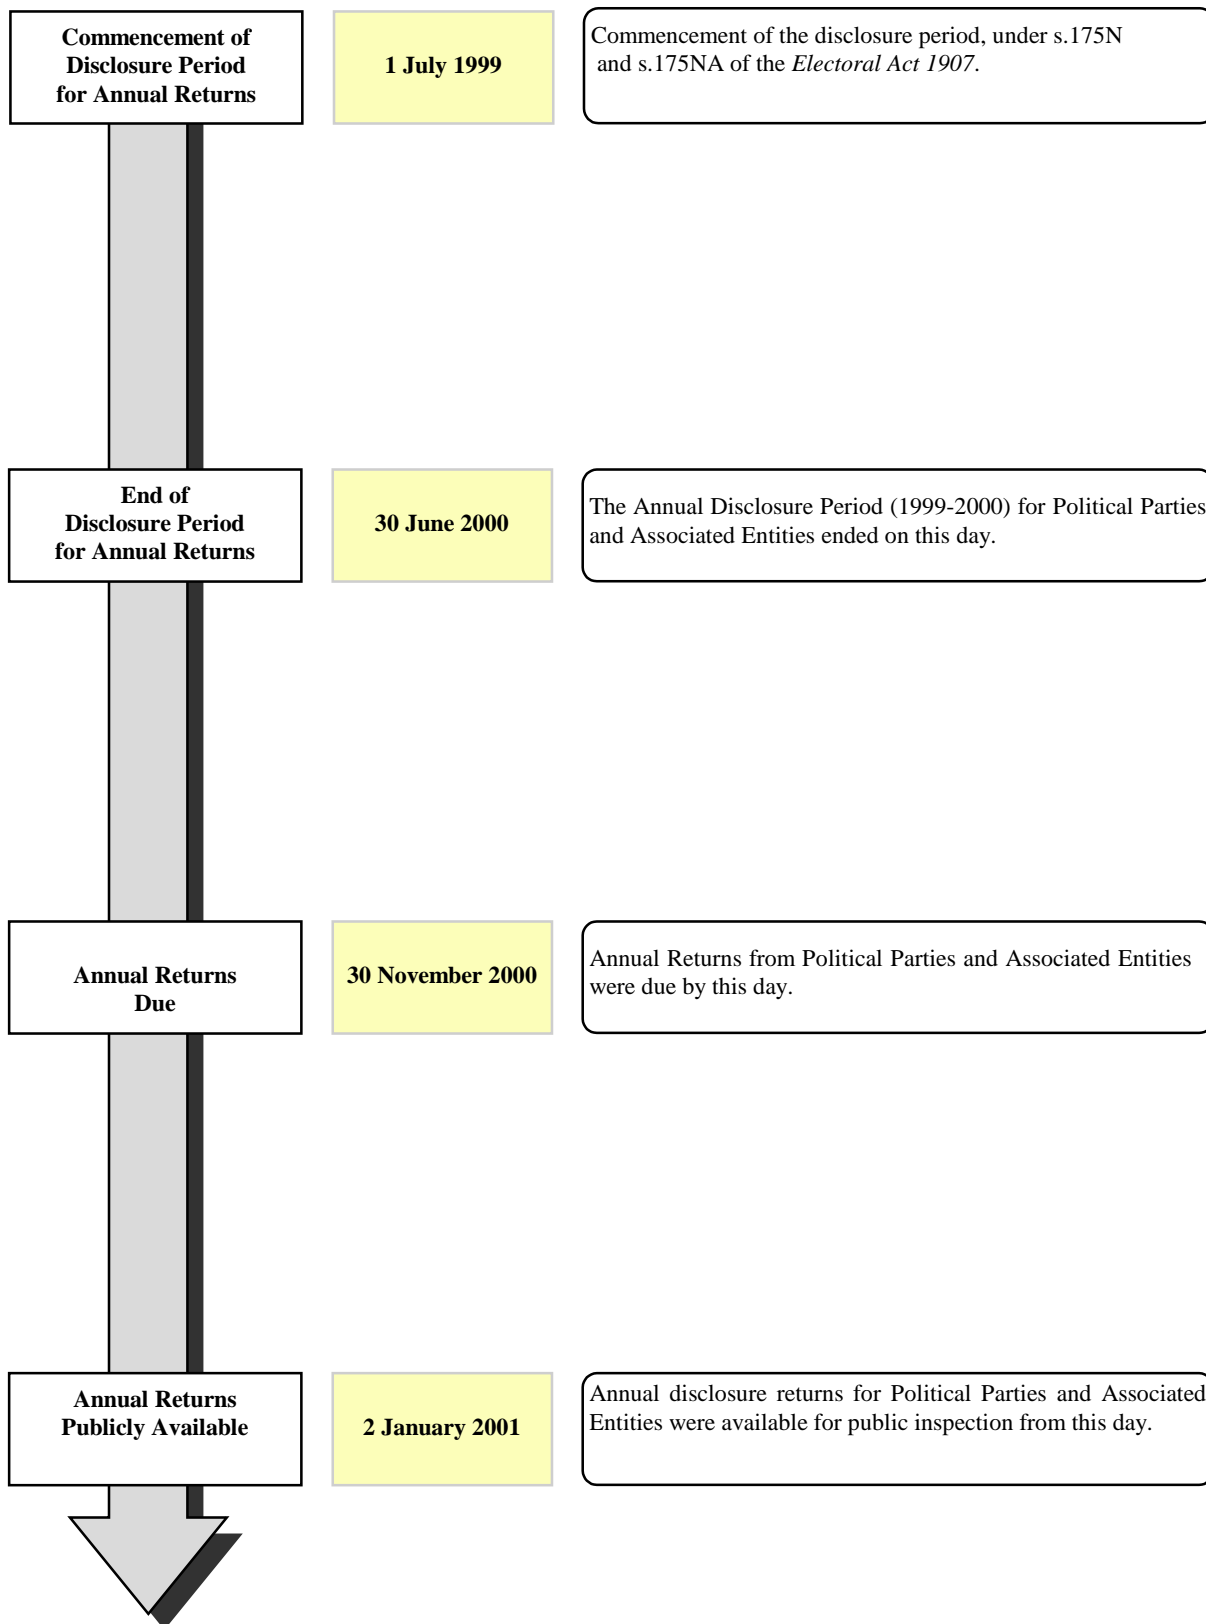 Commencement of
Disclosure Period
for Annual Returns
1 July 1999
Commencement of the disclosure period, under s.175N
and s.175NA of the Electoral Act 1907.
End of
Disclosure Period
for Annual Returns
30 June 2000
The Annual Disclosure Period (1999-2000) for Political Parties
and Associated Entities ended on this day.
Annual Returns
Due
30 November 2000
Annual Returns from Political Parties and Associated Entities
were due by this day.
Annual Returns
Publicly Available
2 January 2001
Annual disclosure returns for Political Parties and Associated
Entities were available for public inspection from this day.